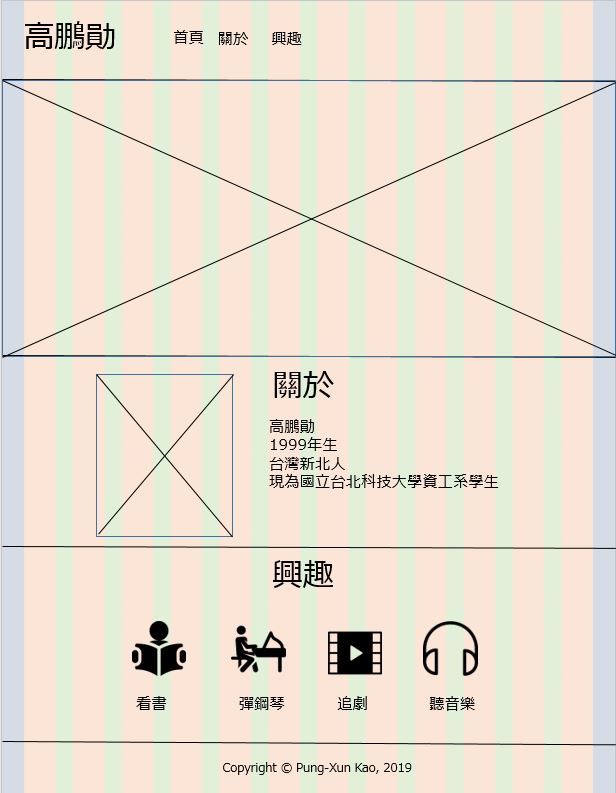 高鵬勛
首頁 關於 興趣
關於
高鵬勛
1999年生
台灣新北人
現為國立台北科技大學資工系學生
興趣
看書 彈鋼琴 追劇 聽音樂
Copyright © Pung-Xun Kao, 2019